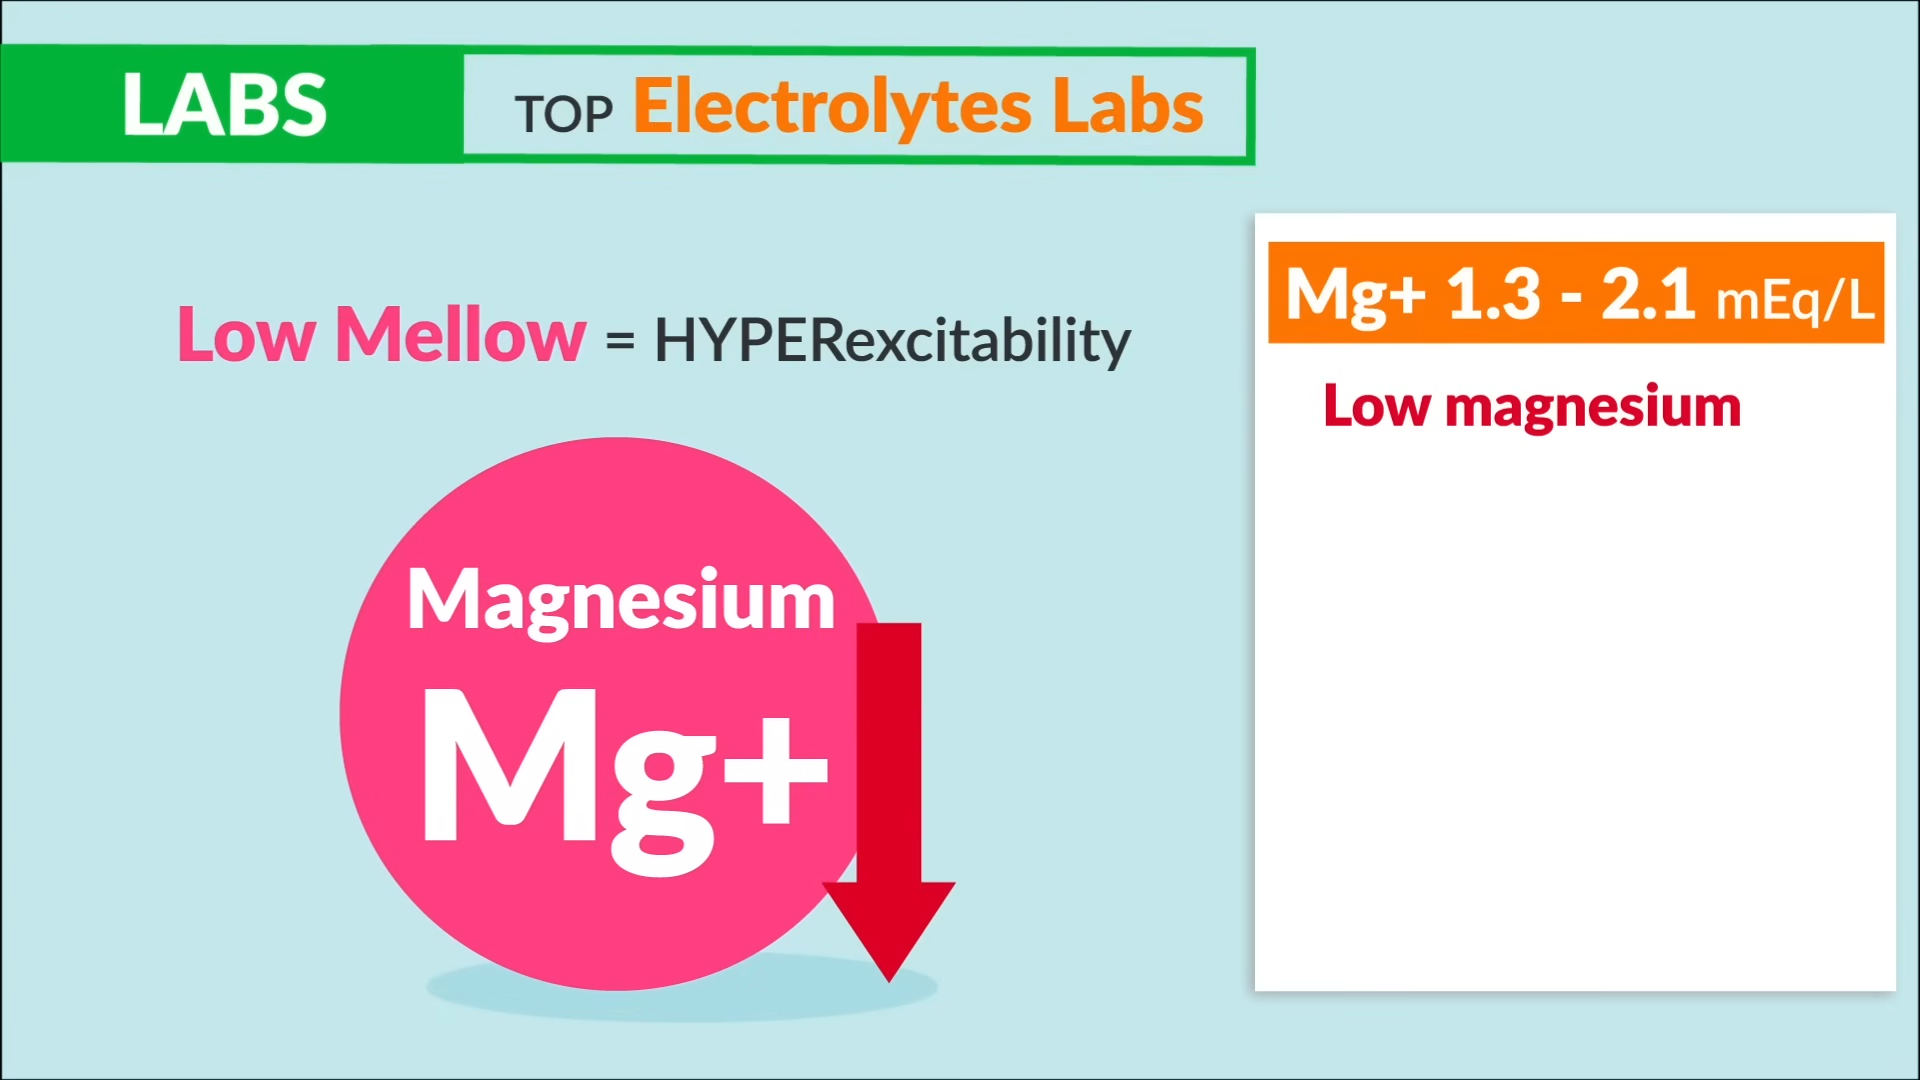 LABS
TOP Electrolytes Labs
Low Mellow = HYPERexcitability
Magnesium
Mg+
Mg+ 1.3 - 2.1 mEq/L
Low magnesium